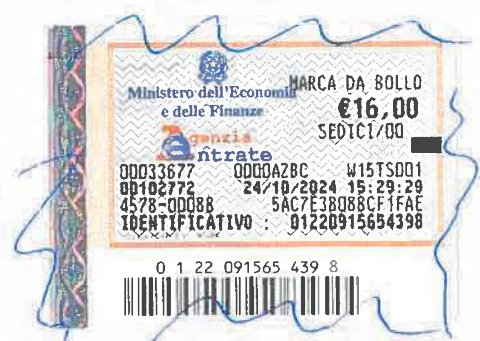 Ministero dell'Economia
e delle Finanze
MARCA DA BOLLO
€16,00
SEDICI/00
Agenzia
entrate
00033677 0000A2BC W15TS001
00102772 24/10/2024 15:29:29
4578-00088 5AC7E38088CF1FAE
IDENTIFICATIVO : 01220915654398
0 1 22 091565 439 8